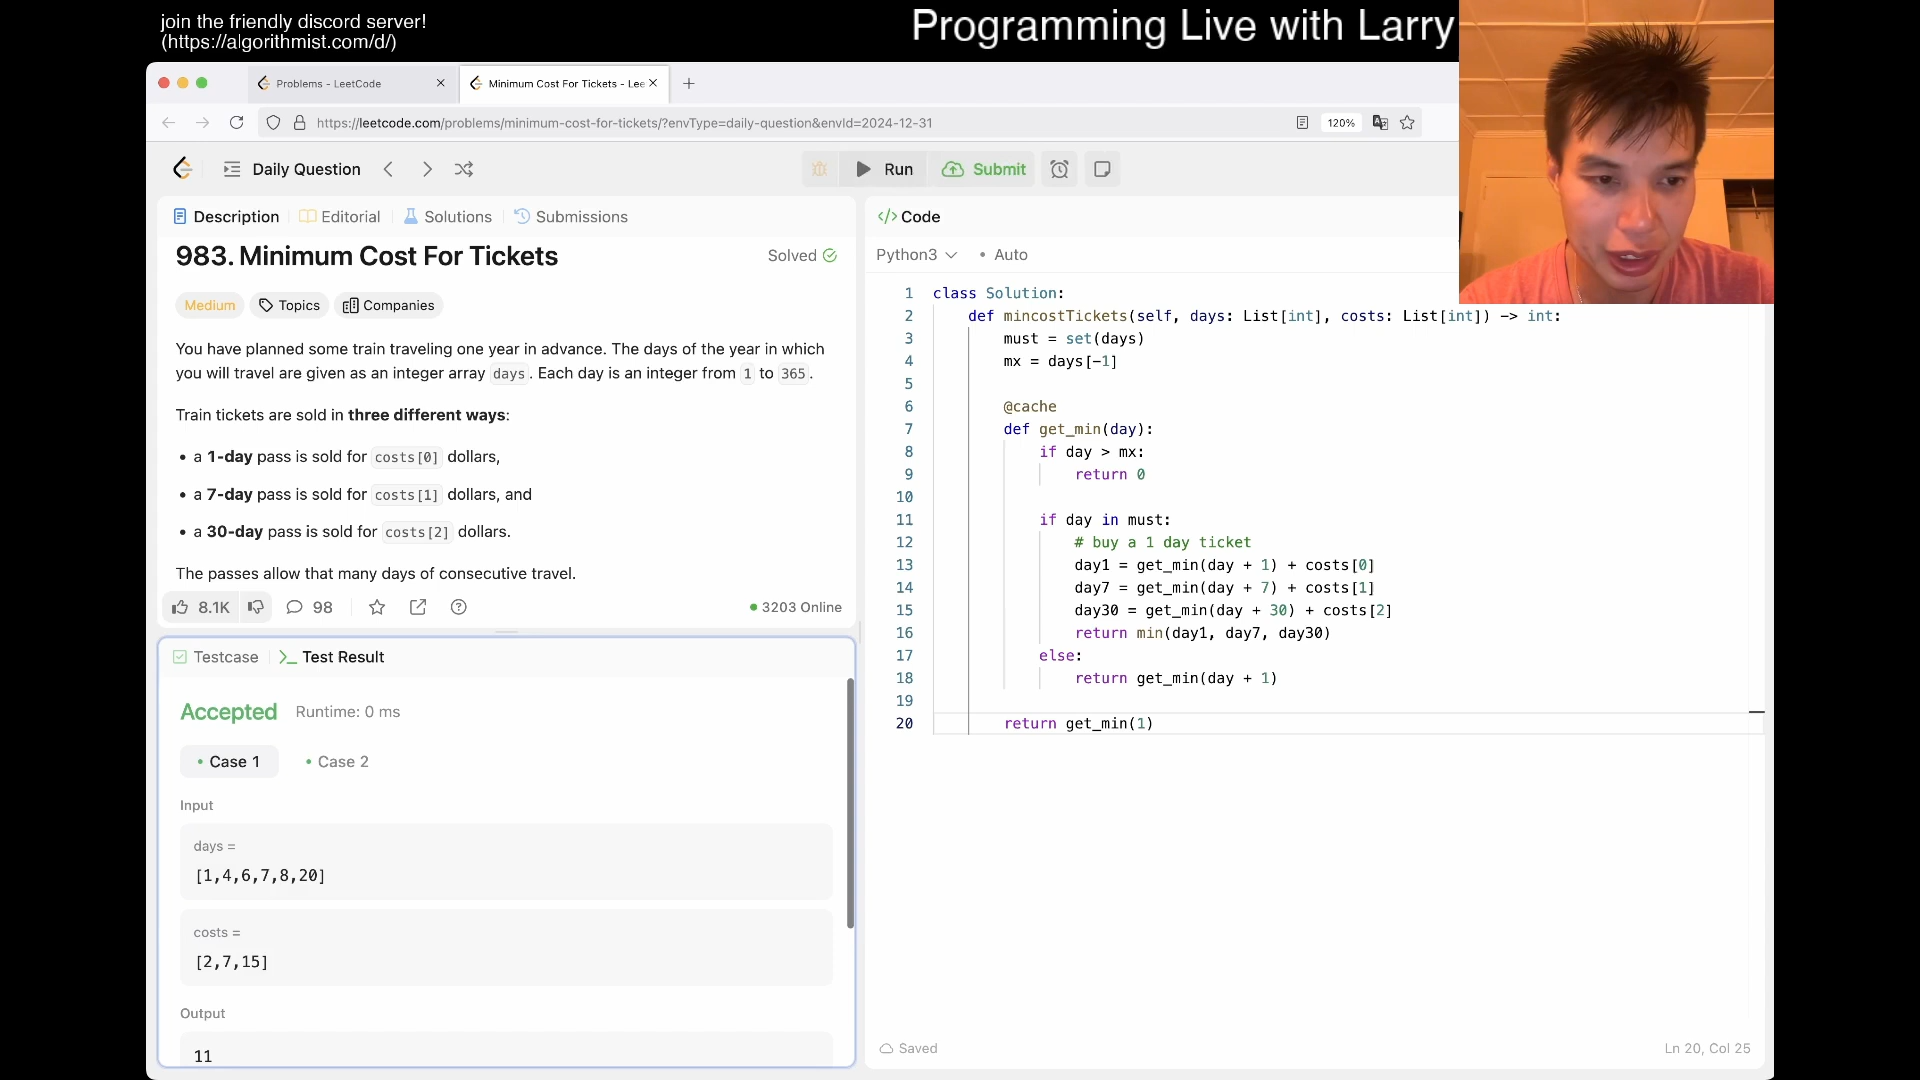 join the friendly discord server!
(https://algorithmist.com/d/)
Programming Live with Larry
Problems - LeetCode
Minimum Cost For Tickets - Lee
https://leetcode.com/problems/minimum-cost-for-tickets/?envType=daily-question&envId=2024-12-31
120%
Daily Question
Run
Submit
Description
Editorial
Solutions
Submissions
983. Minimum Cost For Tickets
Solved
Medium
Topics
Companies
You have planned some train traveling one year in advance. The days of the year in which
you will travel are given as an integer array days. Each day is an integer from 1 to 365.
Train tickets are sold in three different ways:
• a 1-day pass is sold for costs[0] dollars,
• a 7-day pass is sold for costs[1] dollars, and
• a 30-day pass is sold for costs[2] dollars.
The passes allow that many days of consecutive travel.
8.1K
98
3203 Online
Testcase
Test Result
Accepted
Runtime: 0 ms
• Case 1
• Case 2
Input
days =
[1,4,6,7,8,20]
costs =
[2,7,15]
Output
11
</> Code
Python3
• Auto
1 class Solution:
2 def mincostTickets(self, days: List[int], costs: List[int]) -> int:
3 must = set(days)
4 mx = days[-1]
5
6 @cache
7 def get_min(day):
8 if day > mx:
9 return 0
10
11 if day in must:
12 # buy a 1 day ticket
13 day1 = get_min(day + 1) + costs[0]
14 day7 = get_min(day + 7) + costs[1]
15 day30 = get_min(day + 30) + costs[2]
16 return min(day1, day7, day30)
17 else:
18 return get_min(day + 1)
19
20 return get_min(1)
Saved
Ln 20, Col 25